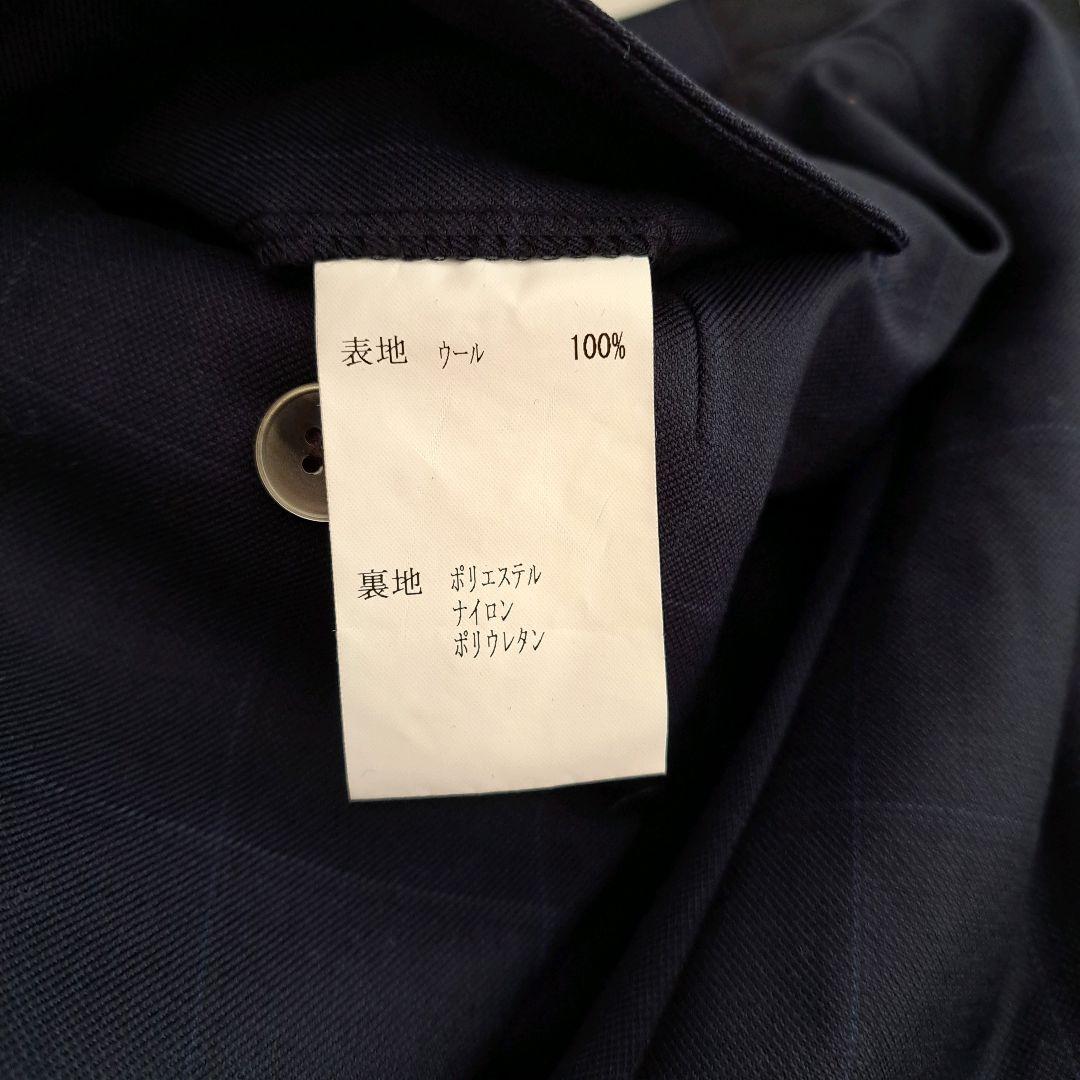 表地 ウール 100%
裏地 ポリエステル
ナイロン
ポリウレタン